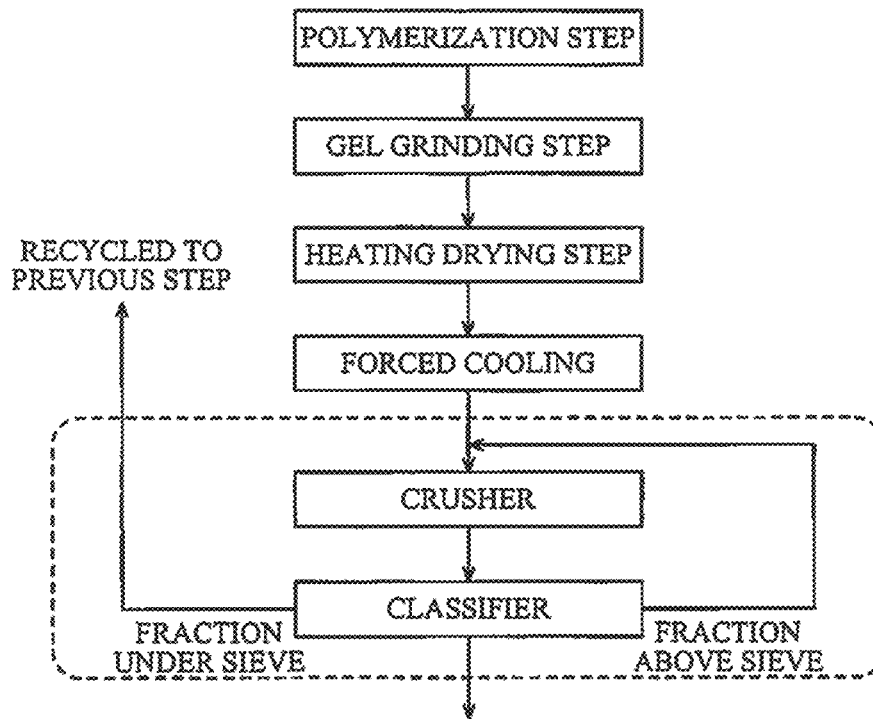 POLYMERIZATION STEP
GEL GRINDING STEP
HEATING DRYING STEP
RECYCLED TO
PREVIOUS STEP
FORCED COOLING
CRUSHER
CLASSIFIER
FRACTION
UNDER SIEVE
FRACTION
ABOVE SIEVE